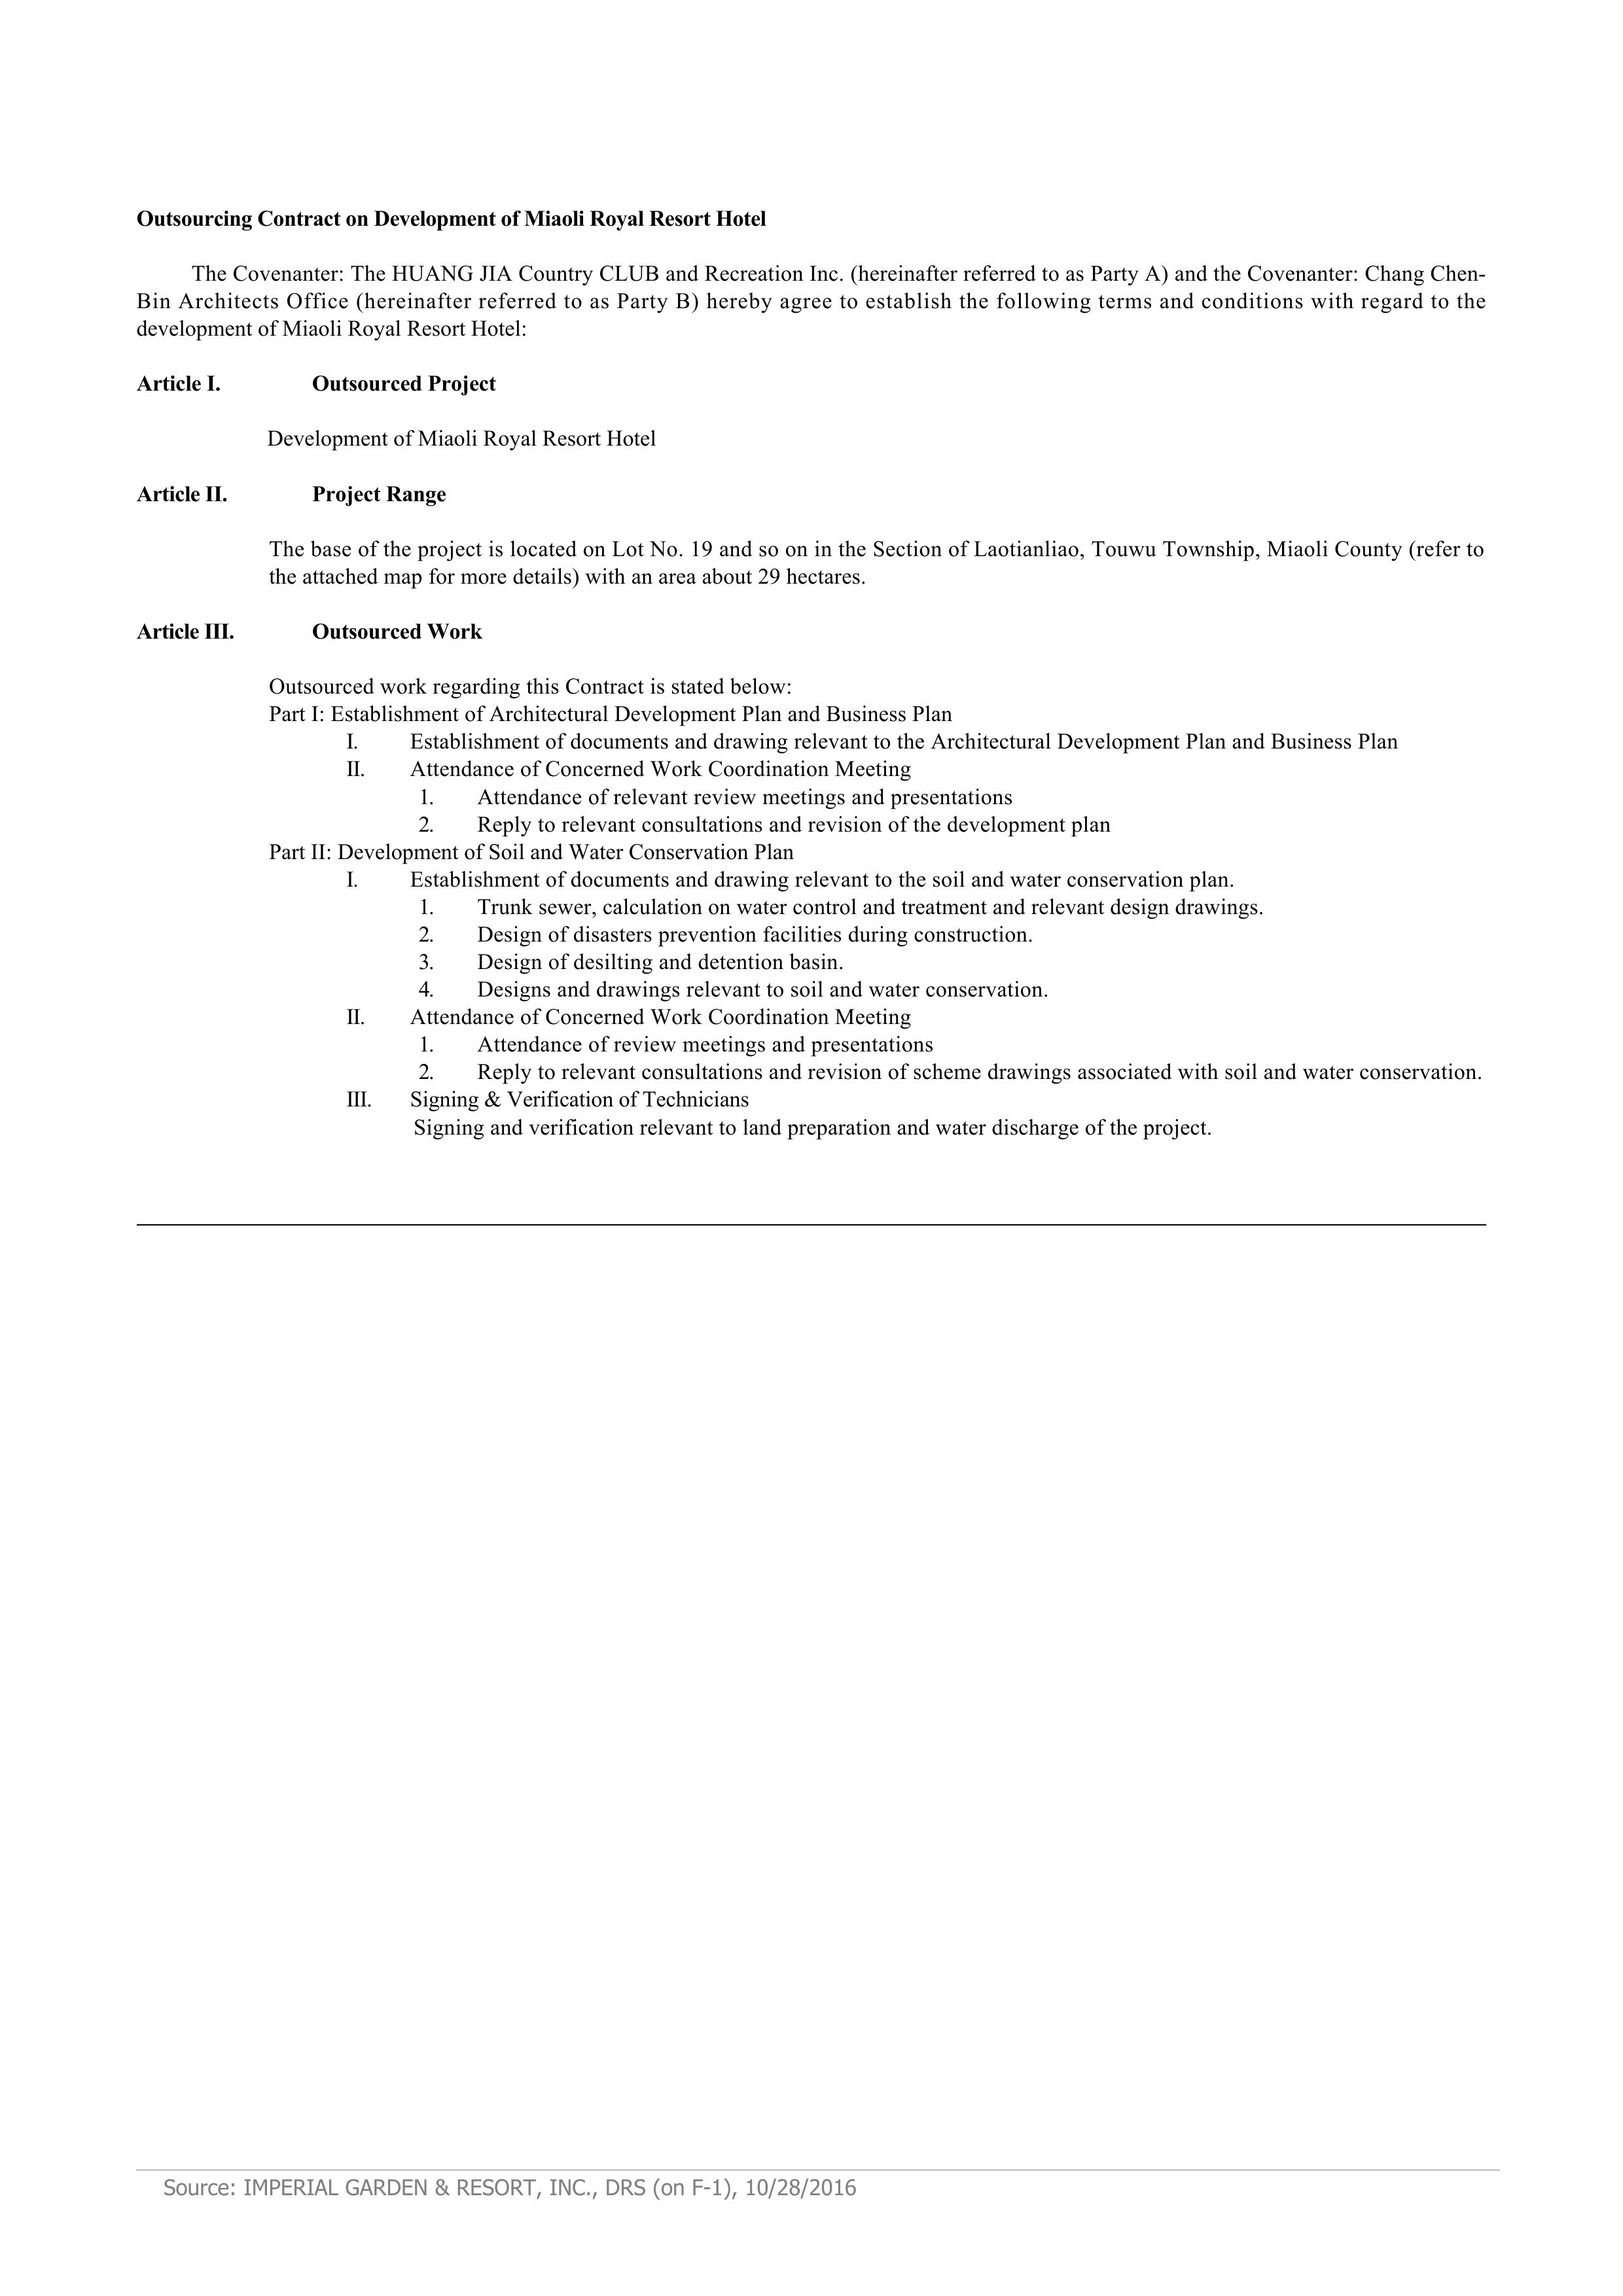 Outsourcing Contract on Development of Miaoli Royal Resort Hotel
The Covenanter: The HUANG JIA Country CLUB and Recreation Inc. (hereinafter referred to as Party A) and the Covenanter: Chang Chen-
Bin Architects Office (hereinafter referred to as Party B) hereby agree to establish the following terms and conditions with regard to the
development of Miaoli Royal Resort Hotel:
Article I. Outsourced Project
Development of Miaoli Royal Resort Hotel
Article II. Project Range
The base of the project is located on Lot No. 19 and so on in the Section of Laotianliao, Touwu Township, Miaoli County (refer to
the attached map for more details) with an area about 29 hectares.
Article III. Outsourced Work
Outsourced work regarding this Contract is stated below:
Part I: Establishment of Architectural Development Plan and Business Plan
I. Establishment of documents and drawing relevant to the Architectural Development Plan and Business Plan
II. Attendance of Concerned Work Coordination Meeting
1. Attendance of relevant review meetings and presentations
2. Reply to relevant consultations and revision of the development plan
Part II: Development of Soil and Water Conservation Plan
I. Establishment of documents and drawing relevant to the soil and water conservation plan.
1. Trunk sewer, calculation on water control and treatment and relevant design drawings.
2. Design of disasters prevention facilities during construction.
3. Design of desilting and detention basin.
4. Designs and drawings relevant to soil and water conservation.
II. Attendance of Concerned Work Coordination Meeting
1. Attendance of review meetings and presentations
2. Reply to relevant consultations and revision of scheme drawings associated with soil and water conservation.
III. Signing & Verification of Technicians
Signing and verification relevant to land preparation and water discharge of the project.
Source: IMPERIAL GARDEN & RESORT, INC., DRS (on F-1), 10/28/2016